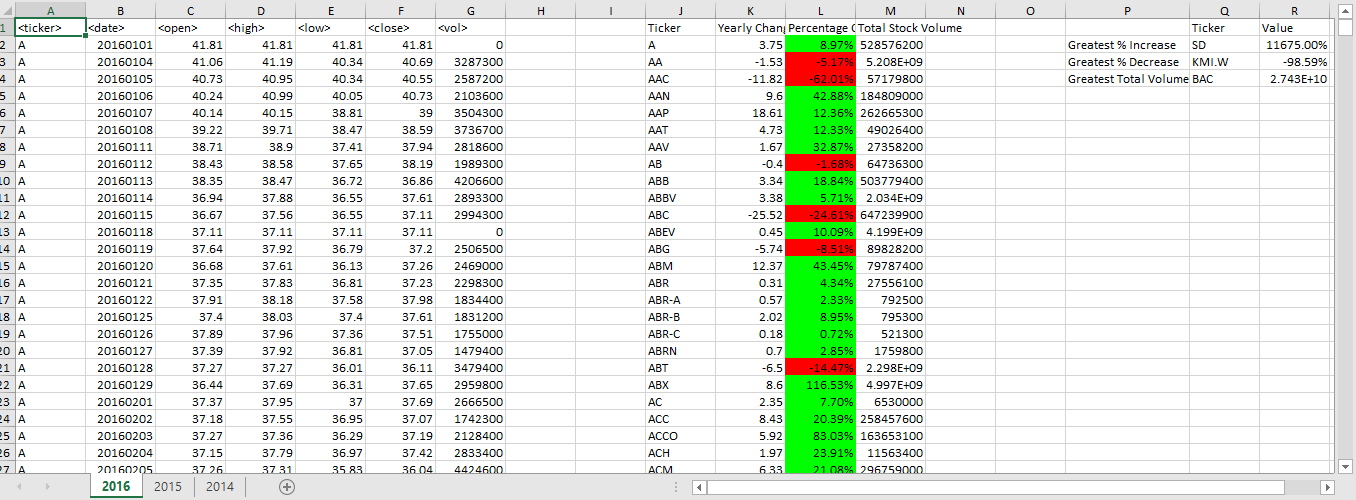 A B C D E F G H I J K L M N O P Q R
1 <ticker> <date> <open> <high> <low> <close> <vol> Ticker Yearly Chang Percentage C Total Stock Volume Ticker Value
2 A 20160101 41.81 41.81 41.81 41.81 0 A 3.75 8.97% 528576200 Greatest % Increase SD 11675.00%
3 A 20160104 41.06 41.19 40.34 40.69 3287300 AA -1.53 -5.17% 5.208E+09 Greatest % Decrease KMI.W -98.59%
4 A 20160105 40.73 40.95 40.34 40.55 2587200 AAC -11.82 -62.01% 57179800 Greatest Total Volume BAC 2.743E+10
5 A 20160106 40.24 40.99 40.05 40.73 2103600 AAN 9.6 42.88% 184809000
6 A 20160107 40.14 40.15 38.81 39 3504300 AAP 18.61 12.36% 262665300
7 A 20160108 39.22 39.71 38.47 38.59 3736700 AAT 4.73 12.33% 49026400
8 A 20160111 38.71 38.9 37.41 37.94 2818600 AAV 1.67 32.87% 27358200
9 A 20160112 38.43 38.58 37.65 38.19 1989300 AB -0.4 -1.68% 64736300
10 A 20160113 38.35 38.47 36.72 36.86 4206600 ABB 3.34 18.84% 503779400
11 A 20160114 36.94 37.88 36.55 37.61 2893300 ABBV 3.38 5.71% 2.034E+09
12 A 20160115 36.67 37.56 36.55 37.11 2994300 ABC -25.52 -24.61% 647239900
13 A 20160118 37.11 37.11 37.11 37.11 0 ABEV 0.45 10.09% 4.199E+09
14 A 20160119 37.64 37.92 36.79 37.2 2506500 ABG -5.74 -8.51% 89828200
15 A 20160120 36.68 37.61 36.13 37.26 2469000 ABM 12.37 43.45% 79787400
16 A 20160121 37.35 37.83 36.81 37.23 2298300 ABR 0.31 4.34% 27556100
17 A 20160122 37.91 38.18 37.58 37.98 1834400 ABR-A 0.57 2.33% 792500
18 A 20160125 37.4 38.03 37.4 37.61 1831200 ABR-B 2.02 8.95% 795300
19 A 20160126 37.89 37.96 37.36 37.51 1755000 ABR-C 0.18 0.72% 521300
20 A 20160127 37.39 37.92 36.81 37.05 1479400 ABRN 0.7 2.85% 1759800
21 A 20160128 37.27 37.27 36.01 36.11 3479400 ABT -6.5 -14.47% 2.298E+09
22 A 20160129 36.44 37.69 36.31 37.65 2959800 ABX 8.6 116.53% 4.997E+09
23 A 20160201 37.37 37.95 37 37.69 2666500 AC 2.35 7.70% 6530000
24 A 20160202 37.18 37.55 36.95 37.07 1742300 ACC 8.43 20.39% 258457600
25 A 20160203 37.27 37.36 36.29 37.19 2128400 ACCO 5.92 83.03% 163653100
26 A 20160204 37.15 37.79 36.97 37.42 2833400 ACH 1.97 23.91% 11563400
27 A 20160205 37.26 37.31 35.83 36.04 4424600 ACM 6.33 21.08% 296759000
2016 2015 2014